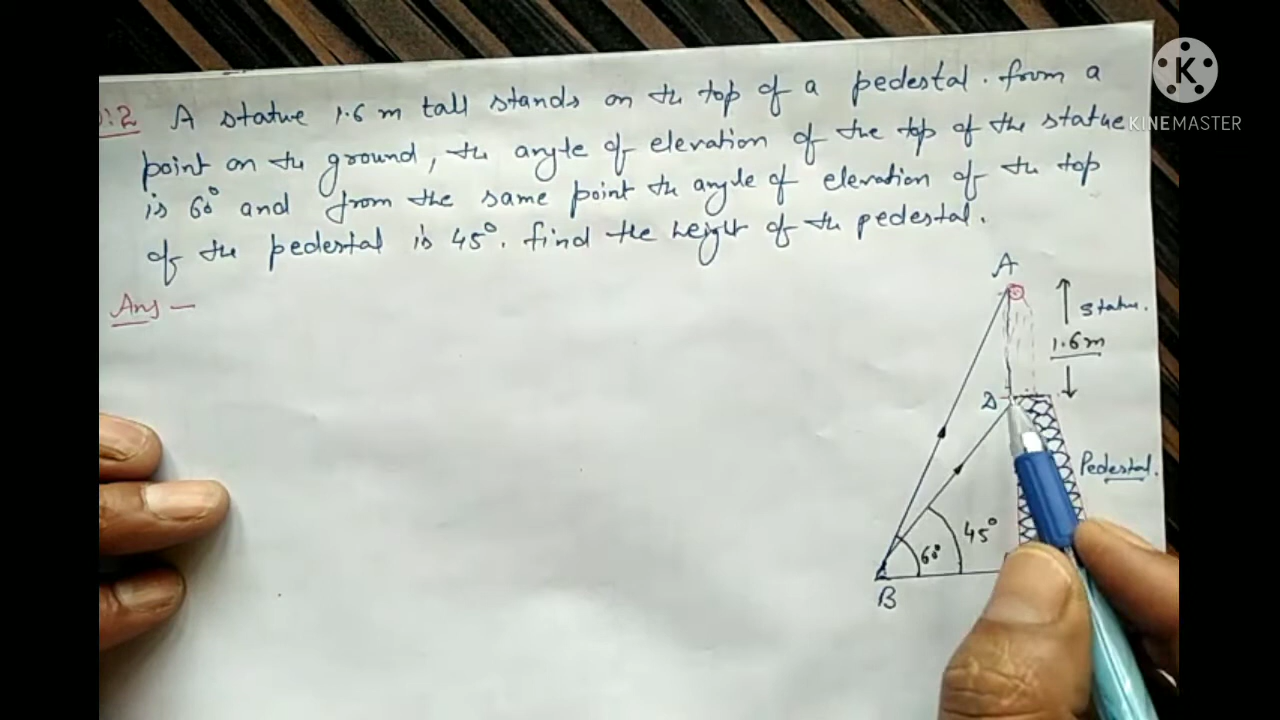 :2 A statue 1.6 m tall stands on the top of a pedestal. from a
point on the ground, the angle of elevation of the top of the statue
is 60° and from the same point the angle of elevation of the top
of the pedestal is 45°. find the height of the pedestal.
Ans —
A
statue.
1.6m
D
Pedestal.
45°
60°
B
K
KINEMASTER